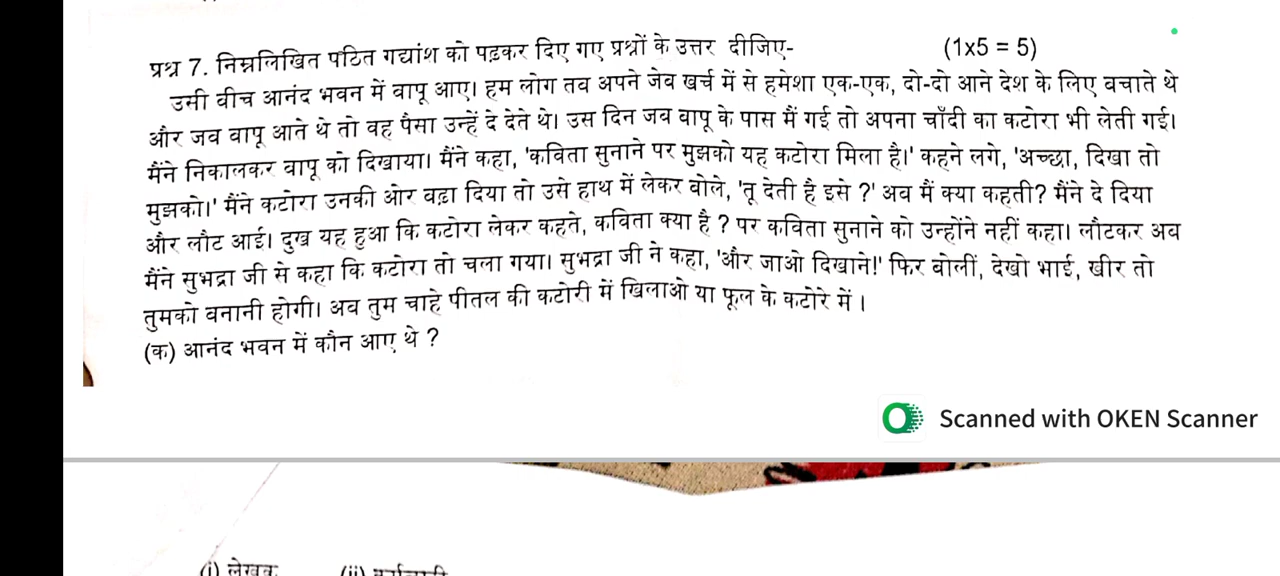 प्रश्न 7. निम्नलिखित पठित गद्यांश को पढ़कर दिए गए प्रश्नों के उत्तर दीजिए- (1x5 = 5)
उसी बीच आनंद भवन में बापू आए। हम लोग तब अपने जेब खर्च में से हमेशा एक-एक, दो-दो आने देश के लिए बचाते थे
और जब बापू आते थे तो वह पैसा उन्हें दे देते थे। उस दिन जब बापू के पास मैं गई तो अपना चाँदी का कटोरा भी लेती गई।
मैंने निकालकर बापू को दिखाया। मैंने कहा, 'कविता सुनाने पर मुझको यह कटोरा मिला है।' कहने लगे, 'अच्छा, दिखा तो
मुझको।' मैंने कटोरा उनकी ओर बढ़ा दिया तो उसे हाथ में लेकर बोले, 'तू देती है इसे ?' अब मैं क्या कहती? मैंने दे दिया
और लौट आई। दुख यह हुआ कि कटोरा लेकर कहते, कविता क्या है ? पर कविता सुनाने को उन्होंने नहीं कहा। लौटकर अब
मैंने सुभद्रा जी से कहा कि कटोरा तो चला गया। सुभद्रा जी ने कहा, 'और जाओ दिखाने!' फिर बोलीं, देखो भाई, खीर तो
तुमको बनानी होगी। अब तुम चाहे पीतल की कटोरी में खिलाओ या फूल के कटोरे में ।
(क) आनंद भवन में कौन आए थे ?
Scanned with OKEN Scanner
(i) लेखक (ii)